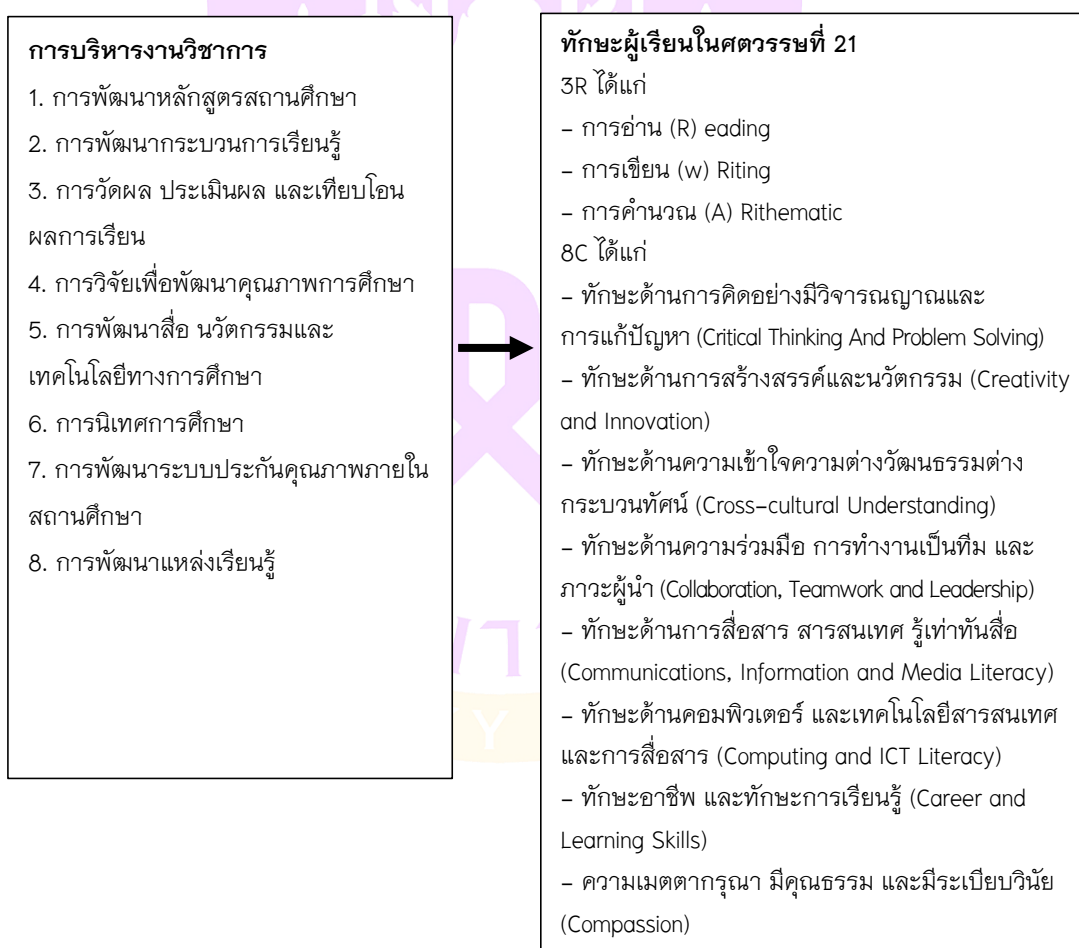 การบริหารงานวิชาการ
1. การพัฒนาหลักสูตรสถานศึกษา
2. การพัฒนากระบวนการเรียนรู้
3. การวัดผล ประเมินผล และเทียบโอน
ผลการเรียน
4. การวิจัยเพื่อพัฒนาคุณภาพการศึกษา
5. การพัฒนาสื่อ นวัตกรรมและ
เทคโนโลยีทางการศึกษา
6. การนิเทศการศึกษา
7. การพัฒนาระบบประกันคุณภาพภายใน
สถานศึกษา
8. การพัฒนาแหล่งเรียนรู้
ทักษะผู้เรียนในศตวรรษที่ 21
3R ได้แก่
- การอ่าน (R) eading
- การเขียน (w) Riting
- การคำนวณ (A) Rithematic
8C ได้แก่
- ทักษะด้านการคิดอย่างมีวิจารณญาณและ
การแก้ปัญหา (Critical Thinking And Problem Solving)
- ทักษะด้านการสร้างสรรค์และนวัตกรรม (Creativity
and Innovation)
- ทักษะด้านความเข้าใจความต่างวัฒนธรรมต่าง
กระบวนทัศน์ (Cross-cultural Understanding)
- ทักษะด้านความร่วมมือ การทำงานเป็นทีม และ
ภาวะผู้นำ (Collaboration, Teamwork and Leadership)
- ทักษะด้านการสื่อสาร สารสนเทศ รู้เท่าทันสื่อ
(Communications, Information and Media Literacy)
- ทักษะด้านคอมพิวเตอร์ และเทคโนโลยีสารสนเทศ
และการสื่อสาร (Computing and ICT Literacy)
- ทักษะอาชีพ และทักษะการเรียนรู้ (Career and
Learning Skills)
- ความเมตตากรุณา มีคุณธรรม และมีระเบียบวินัย
(Compassion)